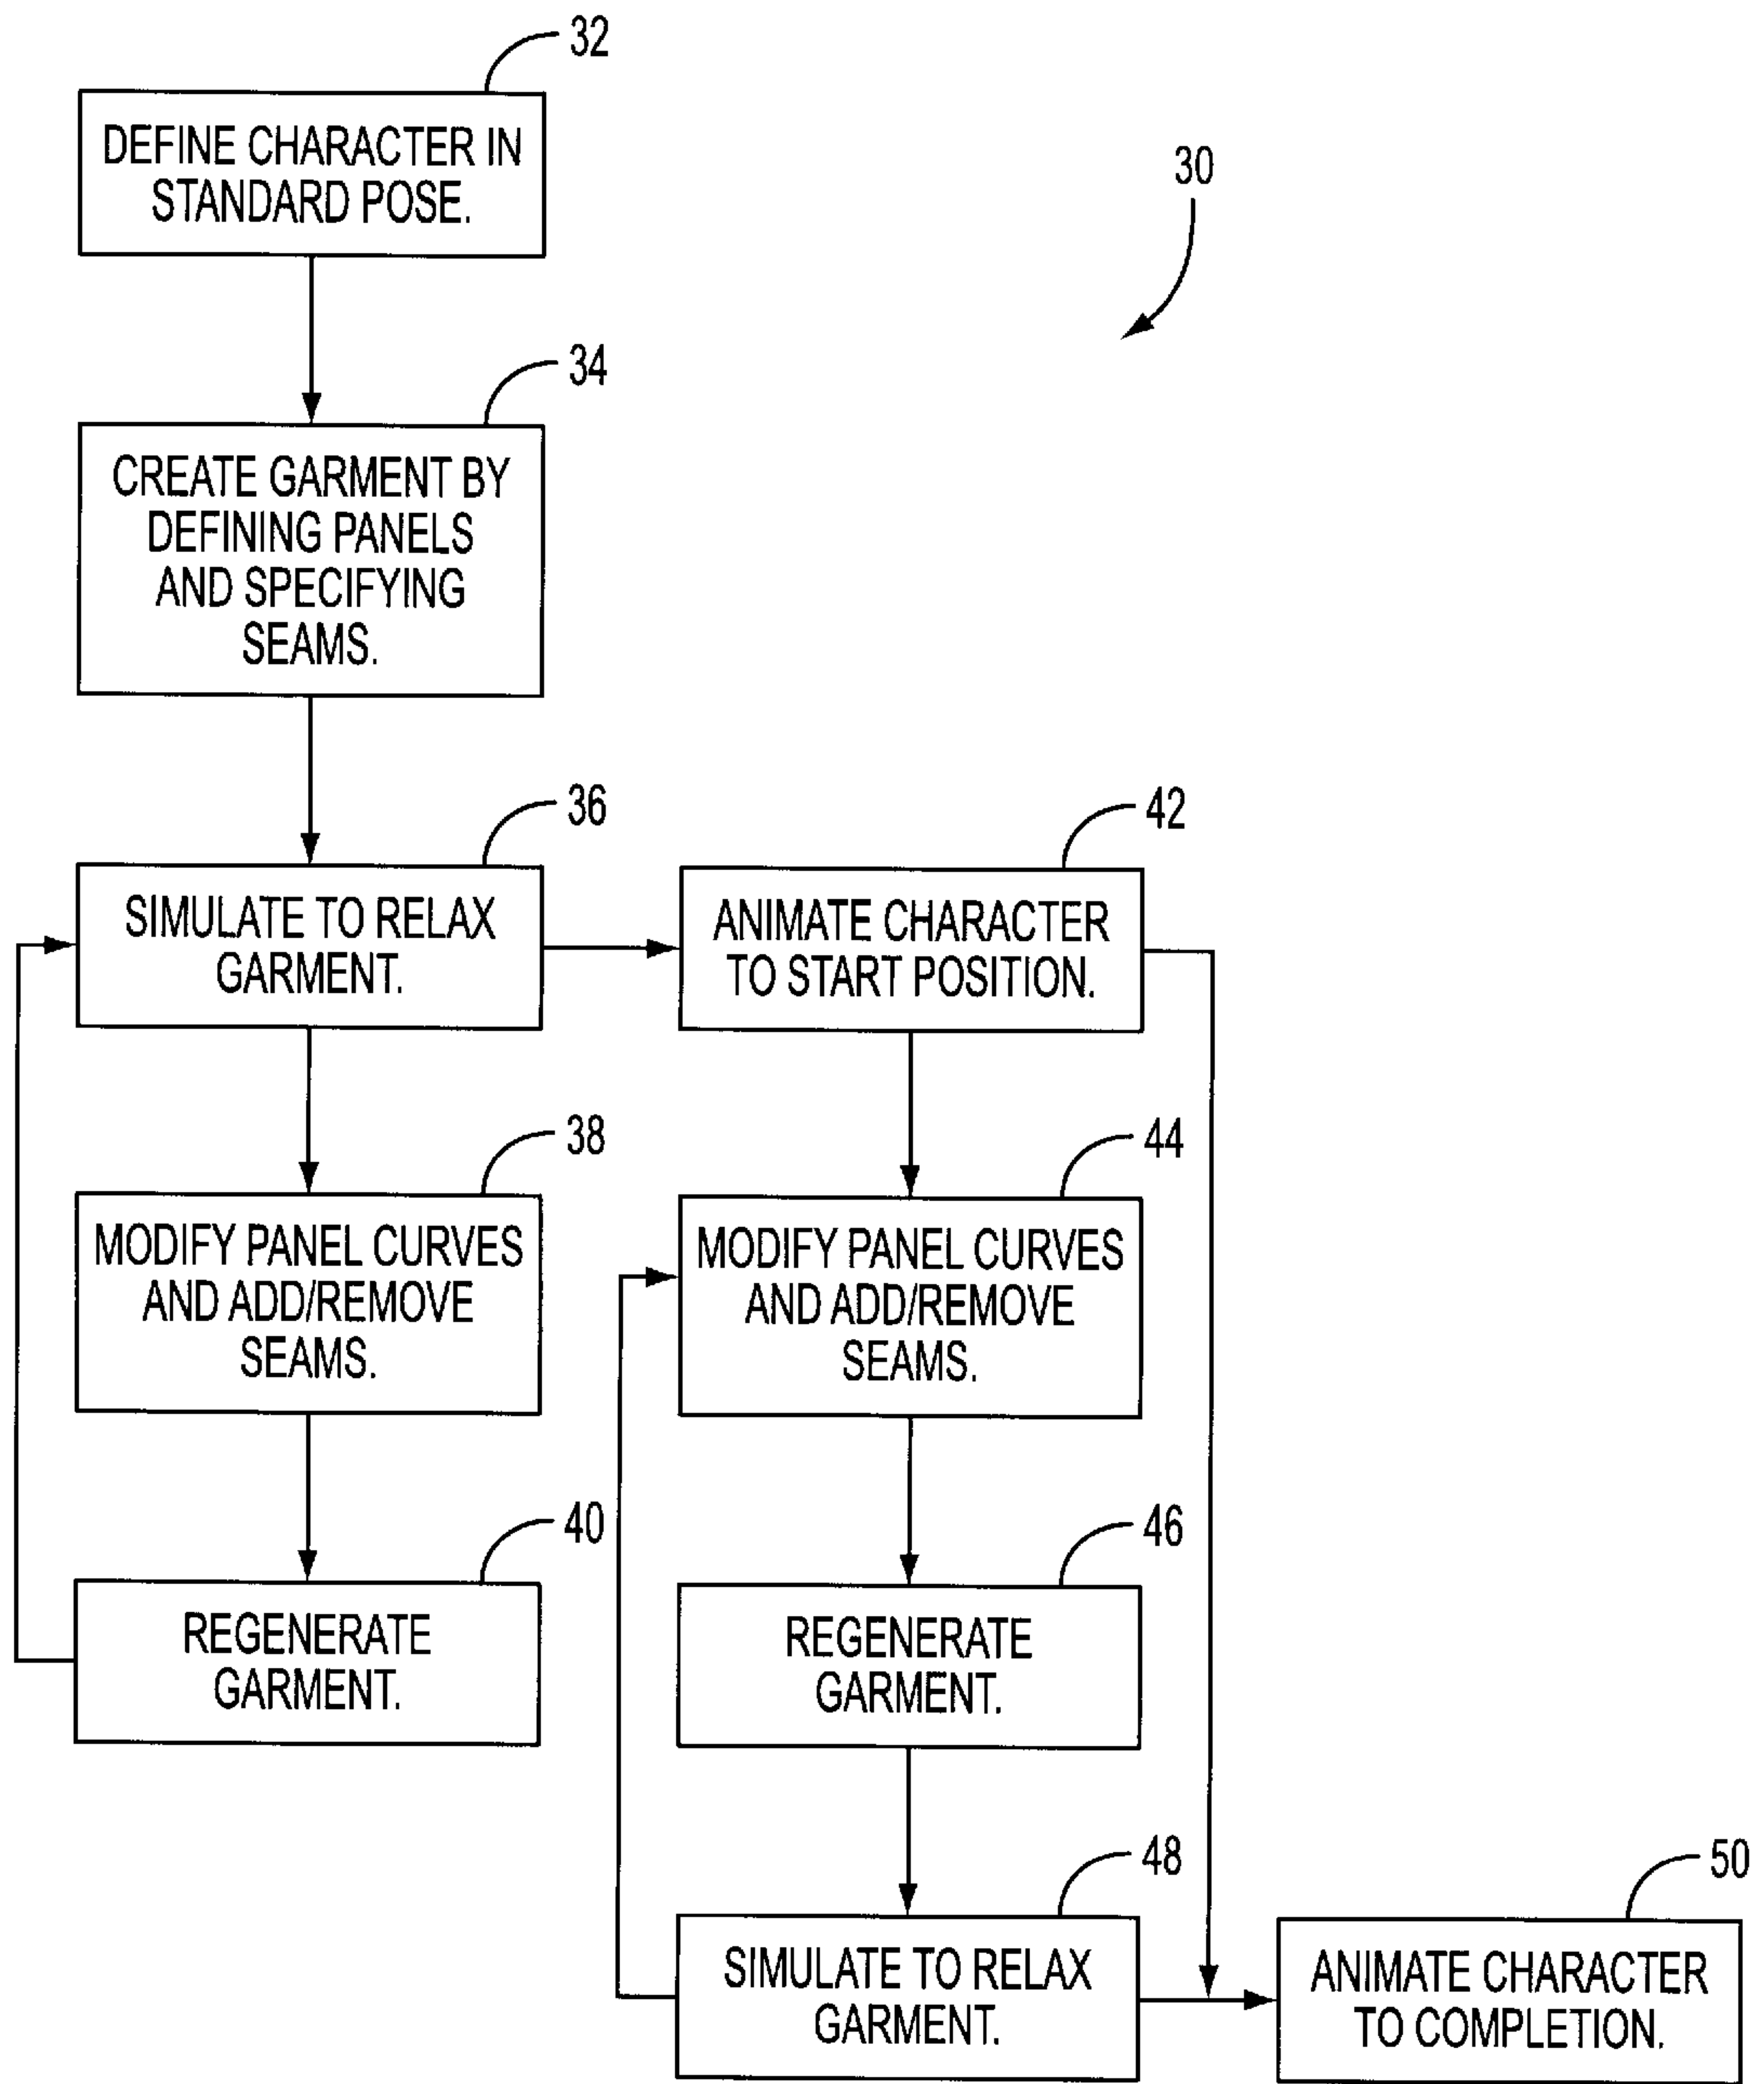 32
DEFINE CHARACTER IN
STANDARD POSE.
30
34
CREATE GARMENT BY
DEFINING PANELS
AND SPECIFYING
SEAMS.
36
SIMULATE TO RELAX
GARMENT.
42
ANIMATE CHARACTER
TO START POSITION.
38
MODIFY PANEL CURVES
AND ADD/REMOVE
SEAMS.
44
MODIFY PANEL CURVES
AND ADD/REMOVE
SEAMS.
40
REGENERATE
GARMENT.
46
REGENERATE
GARMENT.
48
SIMULATE TO RELAX
GARMENT.
50
ANIMATE CHARACTER
TO COMPLETION.